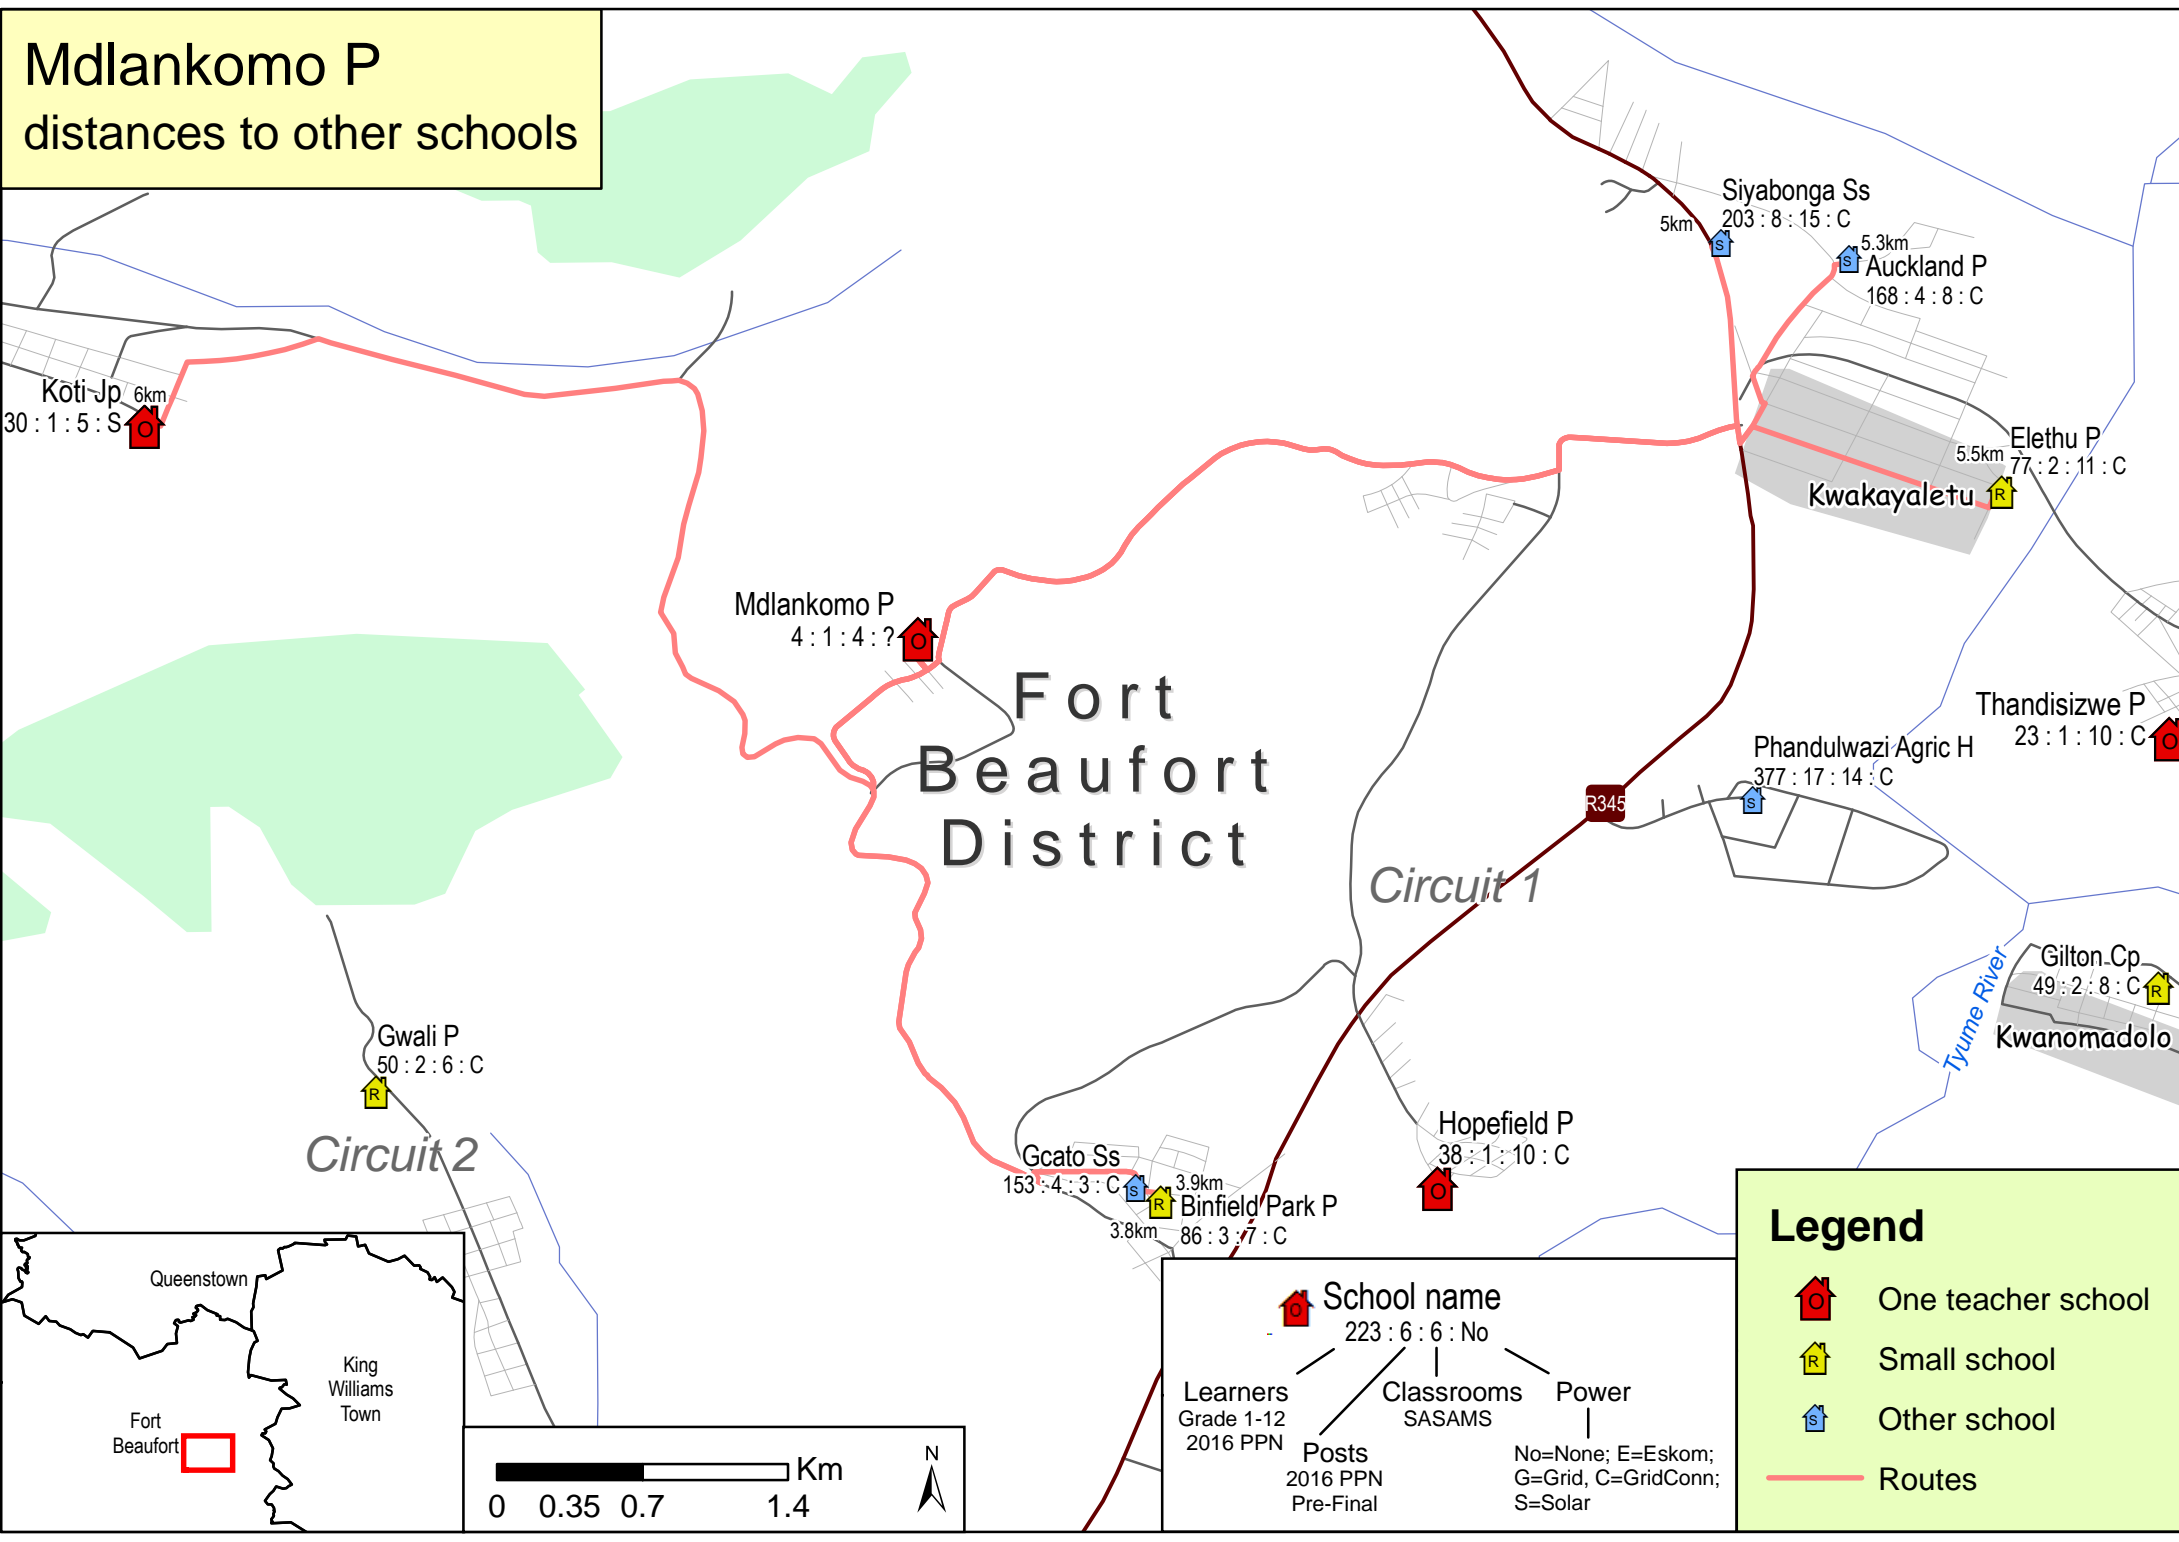 Mdlankomo P
distances to other schools
Siyabonga Ss
203 : 8 : 15 : C
5km
5.3km
Auckland P
168 : 4 : 8 : C
Koti Jp
6km
30 : 1 : 5 : S
O
S
S
Elethu P
5.5km
77 : 2 : 11 : C
R
Kwakayaletu
Mdlankomo P
4 : 1 : 4 : ?
O
Fort
Beaufort
District
Thandisizwe P
23 : 1 : 10 : C
O
Phandulwazi Agric H
377 : 17 : 14 : C
S
R345
Circuit 1
Gilton Cp
49 : 2 : 8 : C
R
Tyume River
Kwanomadolo
Gwali P
50 : 2 : 6 : C
R
Circuit 2
Hopefield P
38 : 1 : 10 : C
O
Gcato Ss
153 : 4 : 3 : C
S
3.9km
R
Binfield Park P
3.8km
86 : 3 : 7 : C
Queenstown
King
Williams
Town
Fort
Beaufort
Km
0 0.35 0.7 1.4
N
O
School name
223 : 6 : 6 : No
Learners
Grade 1-12
2016 PPN
Posts
2016 PPN
Pre-Final
Classrooms
SASAMS
Power
No=None; E=Eskom;
G=Grid, C=GridConn;
S=Solar
Legend
O One teacher school
R Small school
S Other school
Routes